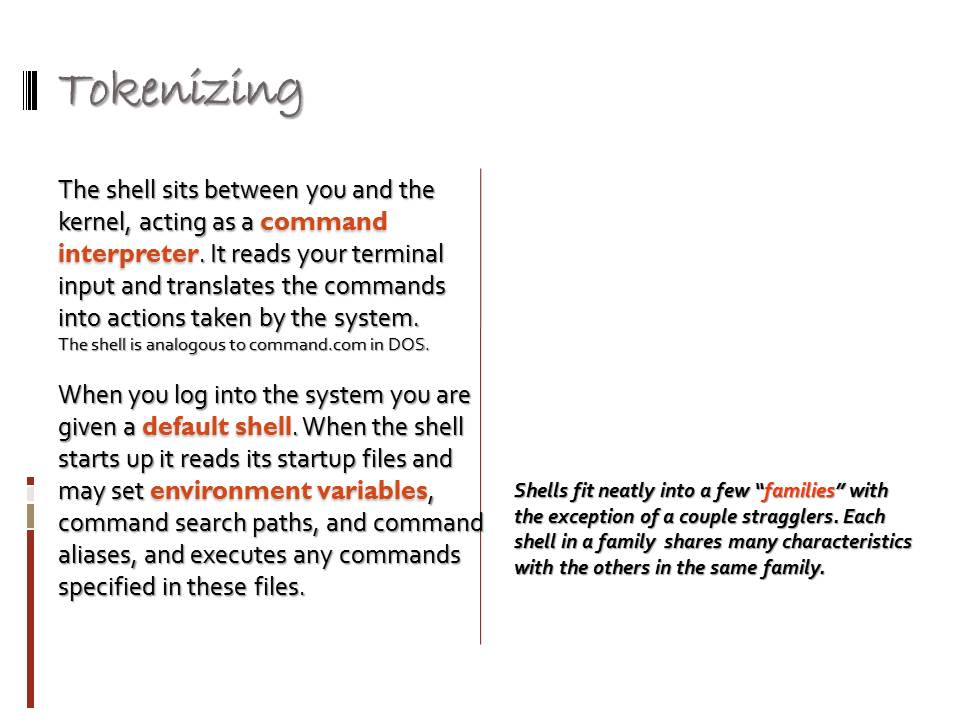 Tokenizing
The shell sits between you and the
kernel, acting as a command
interpreter. It reads your terminal
input and translates the commands
into actions taken by the system.
The shell is analogous to command.com in DOS.
When you log into the system you are
given a default shell. When the shell
starts up it reads its startup files and
may set environment variables,
command search paths, and command
aliases, and executes any commands
specified in these files.
Shells fit neatly into a few “families” with
the exception of a couple stragglers. Each
shell in a family shares many characteristics
with the others in the same family.